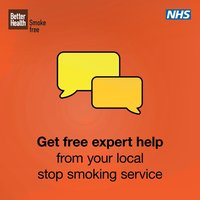 Better
Health
Smoke
free
NHS
Get free expert help
from your local
stop smoking service